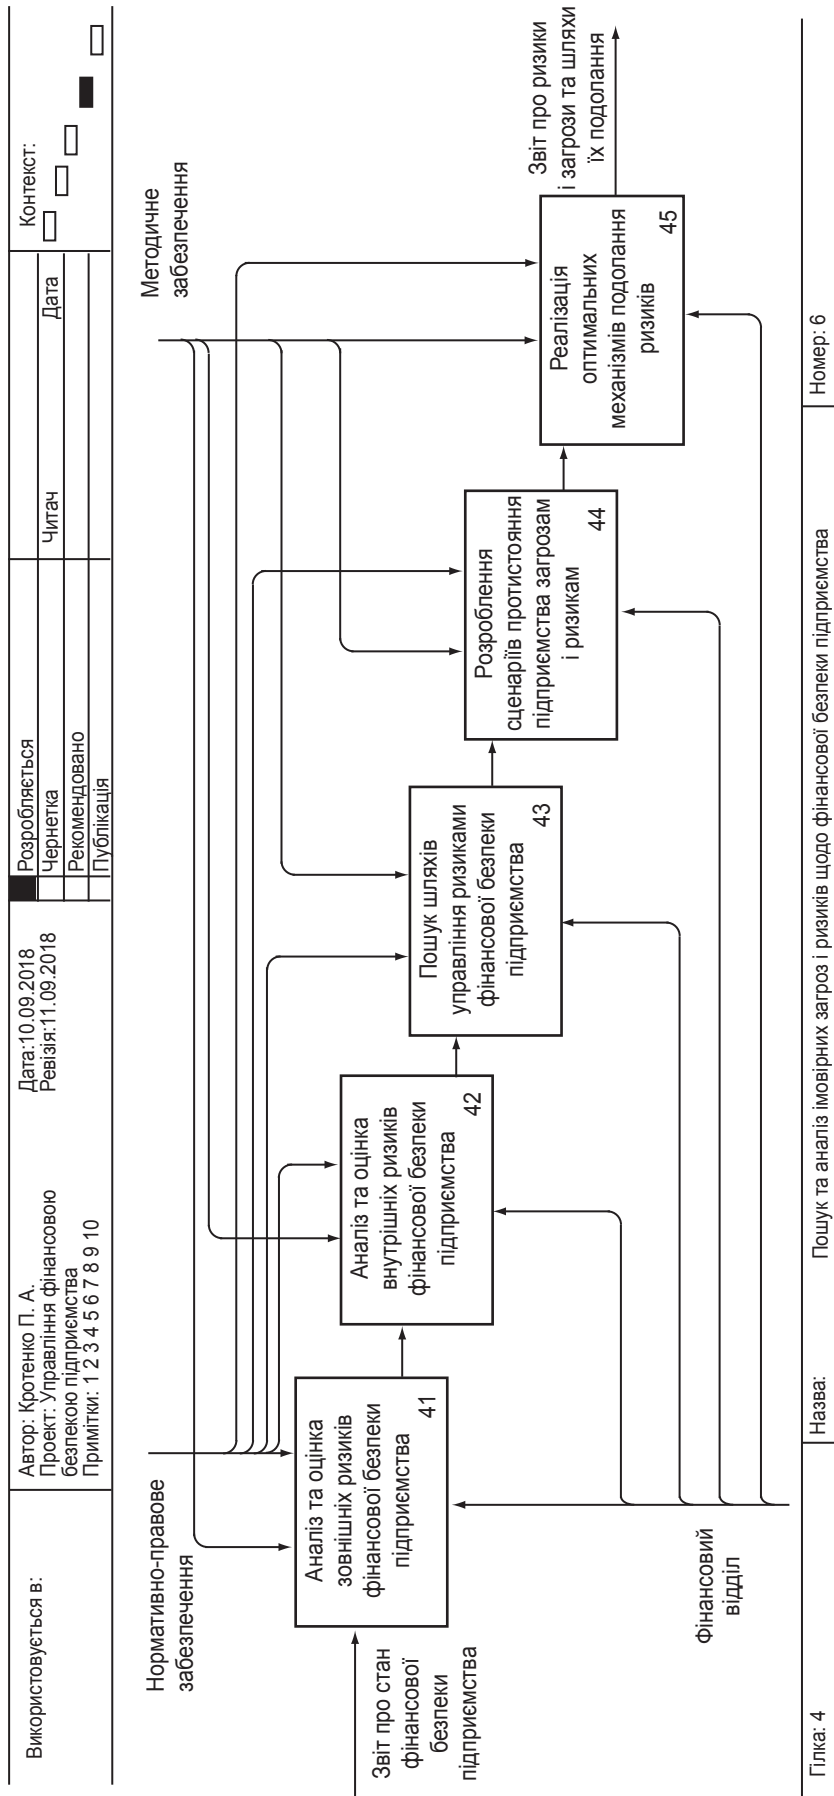 Використовується в:
Автор: Кротенко П. А.
Проект: Управління фінансовою
безпекою підприємства
Примітки: 1 2 3 4 5 6 7 8 9 10
Дата:10.09.2018
Ревізія:11.09.2018
Розробляється
Чернетка
Рекомендовано
Публікація
Читач
Дата
Контекст:
Нормативно-правове
забезпечення
Методичне
забезпечення
Звіт про стан
фінансової
безпеки
підприємства
Аналіз та оцінка
зовнішніх ризиків
фінансової безпеки
підприємства
41
Аналіз та оцінка
внутрішніх ризиків
фінансової безпеки
підприємства
42
Пошук шляхів
управління ризиками
фінансової безпеки
підприємства
43
Розроблення
сценаріїв протистояння
підприємства загрозам
і ризикам
44
Реалізація
оптимальних
механізмів подолання
ризиків
45
Звіт про ризики
і загрози та шляхи
їх подолання
Фінансовий
відділ
Гілка: 4
Назва:
Пошук та аналіз імовірних загроз і ризиків щодо фінансової безпеки підприємства
Номер: 6